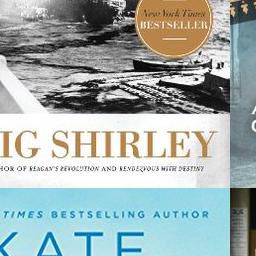 New York Times
BESTSELLER
IG SHIRLEY
HOR OF REAGAN'S REVOLUTION AND RENDEZVOUS WITH DESTINY
TIMES BESTSELLING AUTHOR
KATE